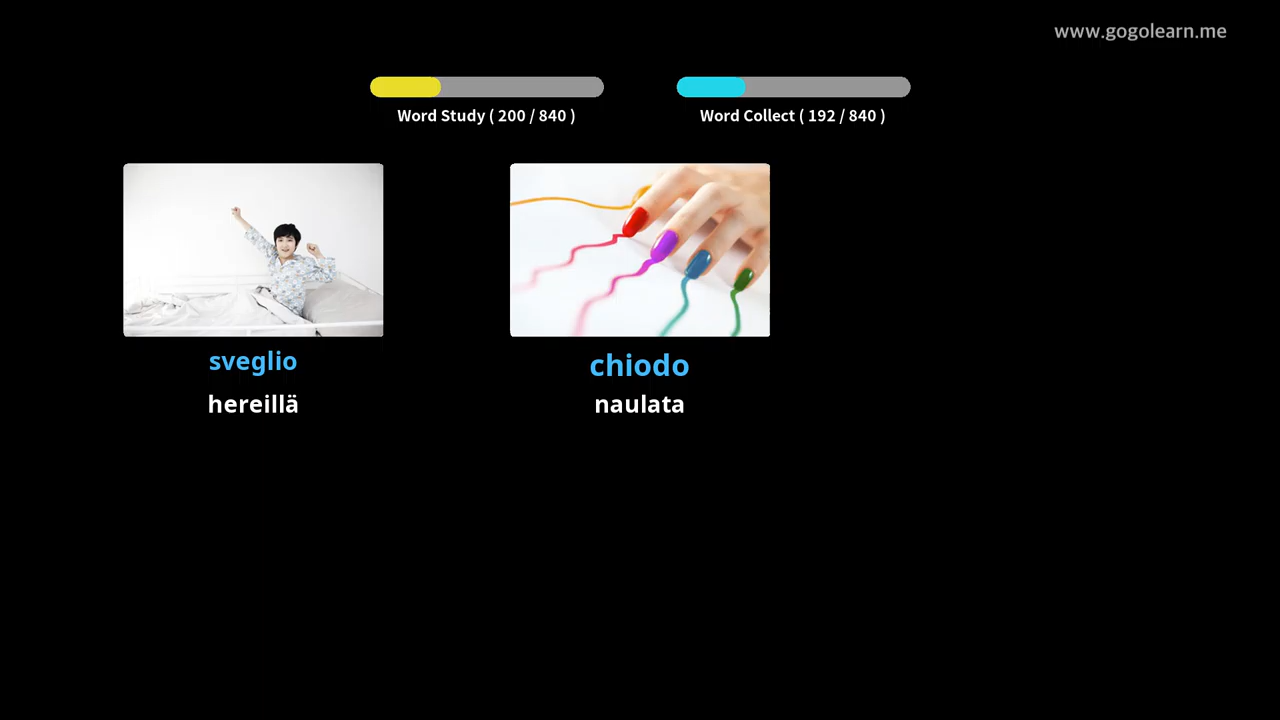 www.gogolearn.me
Word Study ( 200 / 840 )
Word Collect ( 192 / 840 )
sveglio
hereillä
chiodo
naulata